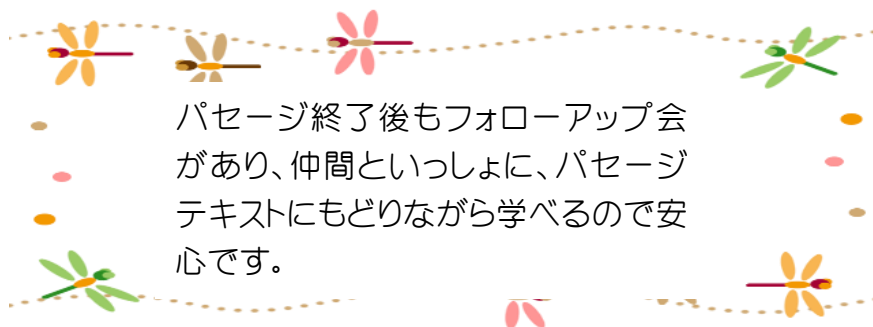 パセージ終了後もフォローアップ会
があり、仲間といっしょに、パセージ
テキストにもどりながら学べるので安
心です。